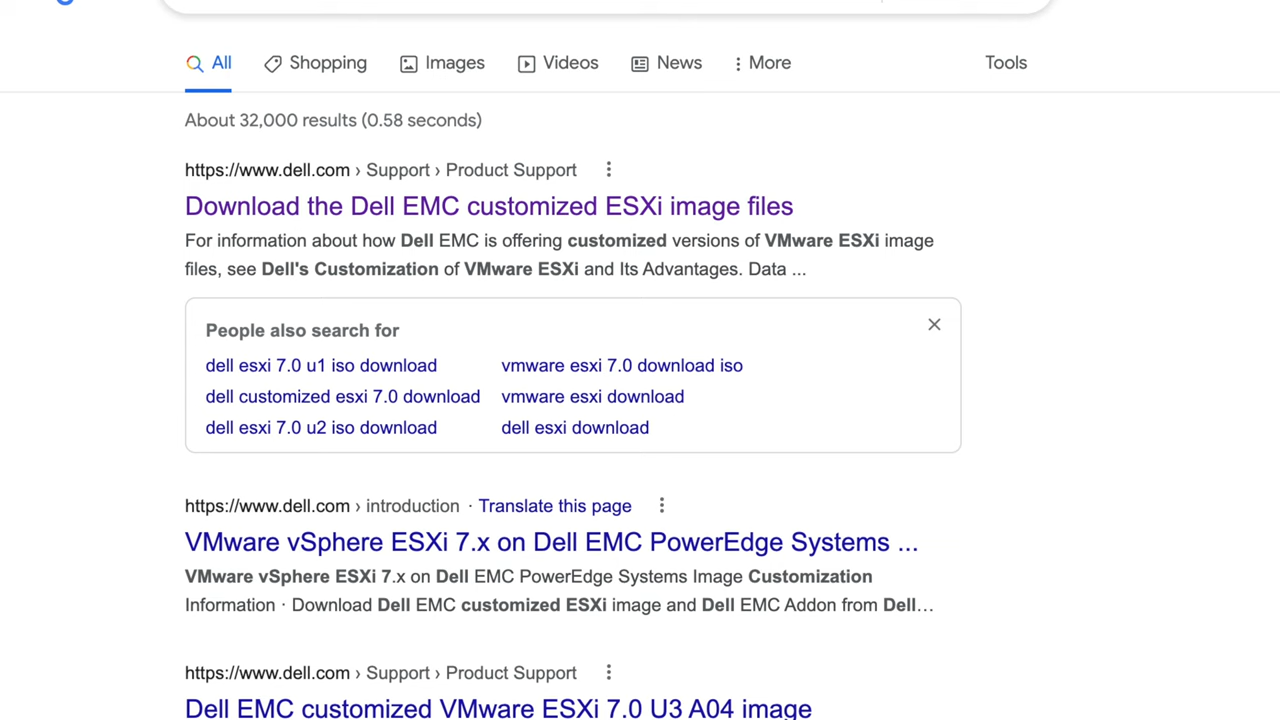 All Shopping Images Videos News More Tools
About 32,000 results (0.58 seconds)
https://www.dell.com › Support › Product Support
Download the Dell EMC customized ESXi image files
For information about how Dell EMC is offering customized versions of VMware ESXi image
files, see Dell's Customization of VMware ESXi and Its Advantages. Data ...
People also search for
dell esxi 7.0 u1 iso download vmware esxi 7.0 download iso
dell customized esxi 7.0 download vmware esxi download
dell esxi 7.0 u2 iso download dell esxi download
https://www.dell.com › introduction · Translate this page
VMware vSphere ESXi 7.x on Dell EMC PowerEdge Systems ...
VMware vSphere ESXi 7.x on Dell EMC PowerEdge Systems Image Customization
Information · Download Dell EMC customized ESXi image and Dell EMC Addon from Dell...
https://www.dell.com › Support › Product Support
Dell EMC customized VMware ESXi 7.0 U3 A04 image